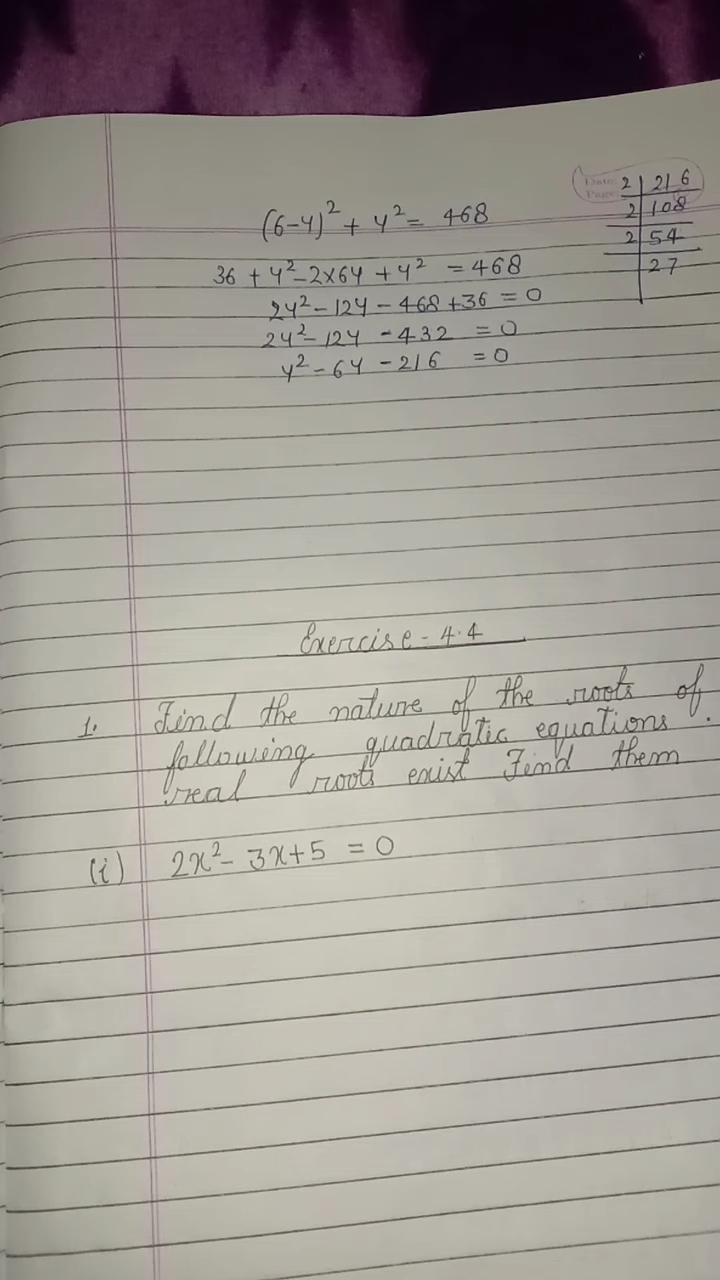 Date:
Page:
2 | 216
2 | 108
2 | 54
27
(6-y)² + y² = 468
36 + y² - 2×6y + y² = 468
2y² - 12y - 468 + 36 = 0
2y² - 12y - 432 = 0
y² - 6y - 216 = 0
Exercise - 4.4
1. Find the nature of the roots of
following quadratic equations.
real roots exist Find them
(i) 2x² - 3x + 5 = 0